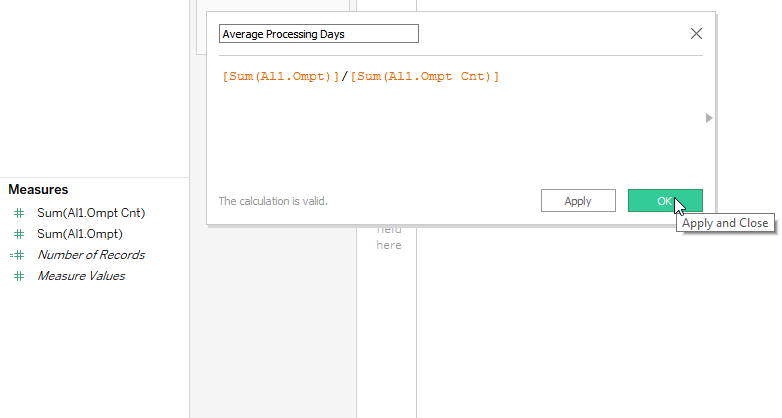 Average Processing Days
[Sum(Al1.Ompt)]/[Sum(Al1.Ompt Cnt)]
The calculation is valid.
Apply
OK
Apply and Close
Measures
Sum(Al1.Ompt Cnt)
Sum(Al1.Ompt)
Number of Records
Measure Values
field
here